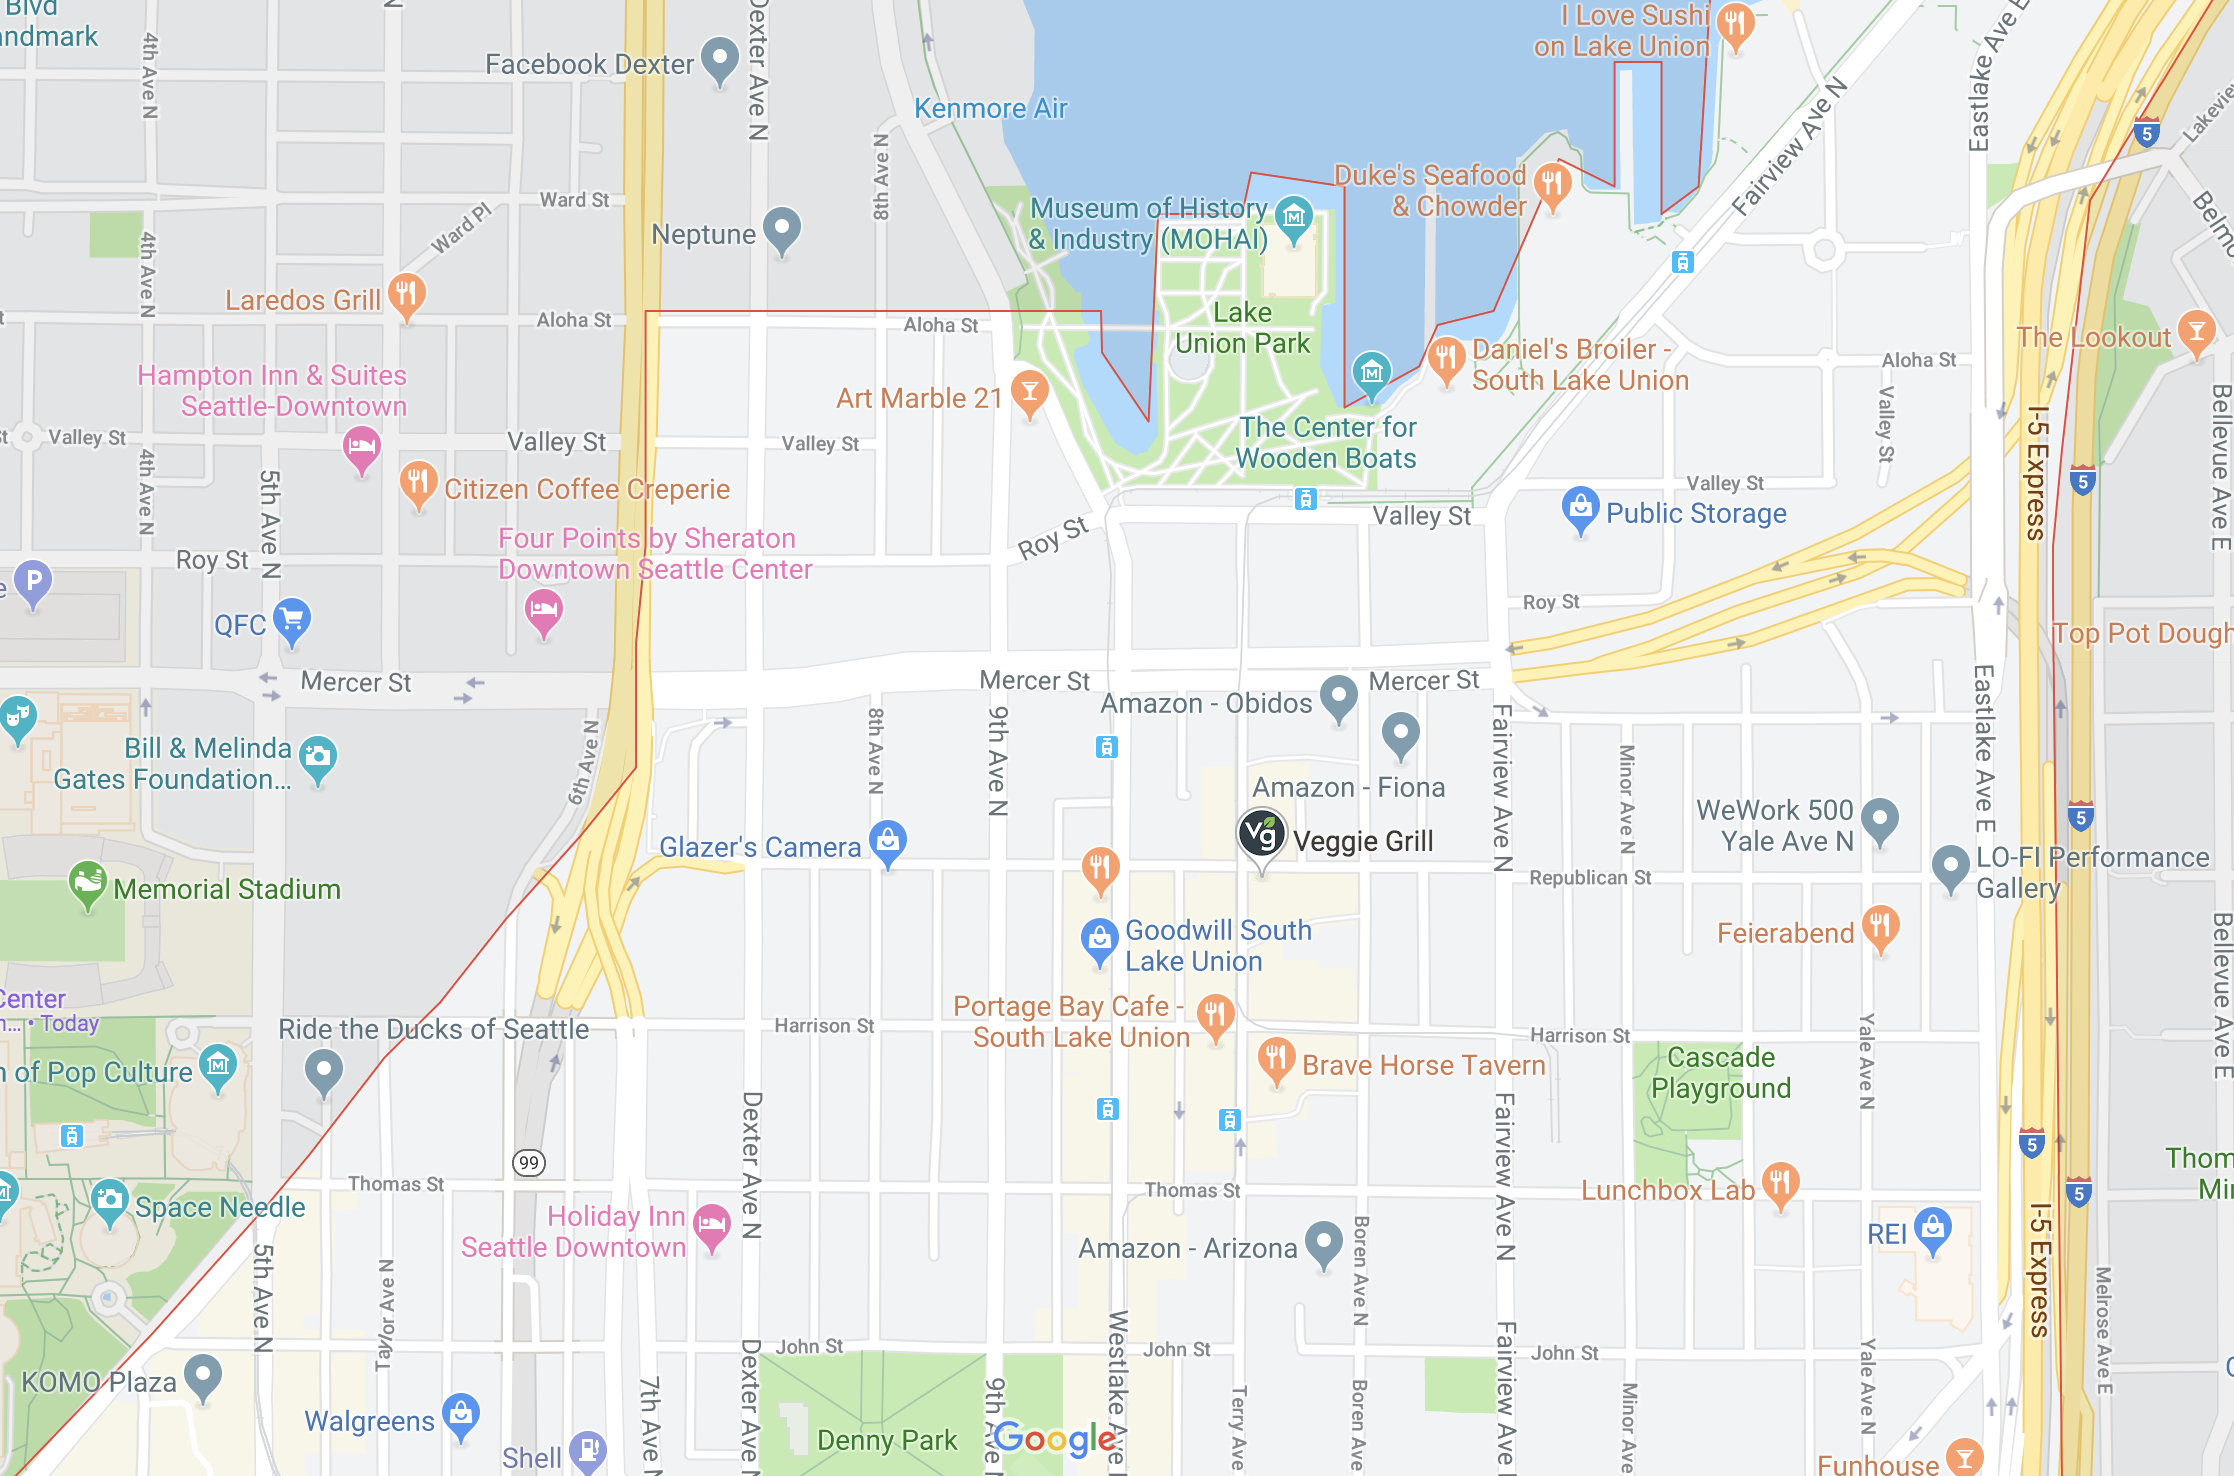 Blvd
andmark
4th Ave N
N
Facebook Dexter
Dexter Ave N
Kenmore Air
8th Ave N
I Love Sushi
on Lake Union
Fairview Ave N
Eastlake Ave E
5
Lakeview
Ward St
Ward Pl
Neptune
Museum of History
& Industry (MOHAI)
Duke's Seafood
& Chowder
Belmo
4th Ave N
Laredos Grill
Aloha St
Aloha St
Lake
Union Park
Daniel's Broiler -
South Lake Union
Aloha St
The Lookout
Hampton Inn & Suites
Seattle-Downtown
Art Marble 21
Valley St
Bellevue Ave E
St
Valley St
Valley St
Valley St
The Center for
Wooden Boats
I-5 Express
5
4th Ave N
5th Ave N
Citizen Coffee Creperie
Valley St
Valley St
Public Storage
Four Points by Sheraton
Downtown Seattle Center
Roy St
Roy St
P
e
QFC
Roy St
Top Pot Dough
Mercer St
Mercer St
Mercer St
Amazon - Obidos
Eastlake Ave E
6th Ave N
8th Ave N
9th Ave N
Fairview Ave N
Minor Ave N
Bill & Melinda
Gates Foundation...
Amazon - Fiona
WeWork 500
Yale Ave N
5
Glazer's Camera
vg
Veggie Grill
Republican St
LO-FI Performance
Gallery
Memorial Stadium
Goodwill South
Lake Union
Feierabend
Bellevue Ave E
Center
n... • Today
Ride the Ducks of Seattle
Harrison St
Portage Bay Cafe -
South Lake Union
Harrison St
Yale Ave N
n of Pop Culture
Brave Horse Tavern
Cascade
Playground
Dexter Ave N
Fairview Ave N
5
99
Thomas St
Thomas St
Lunchbox Lab
5
Thom
Min
Space Needle
Holiday Inn
Seattle Downtown
Amazon - Arizona
Boren Ave N
REI
I-5 Express
5th Ave N
Taylor Ave N
Melrose Ave E
John St
John St
John St
KOMO Plaza
Dexter Ave N
Westlake Ave N
Fairview Ave N
Yale Ave N
Walgreens
7th Ave N
9th Ave N
Terry Ave
Boren Ave
Minor Ave
Shell
Denny Park
Google
Funhouse